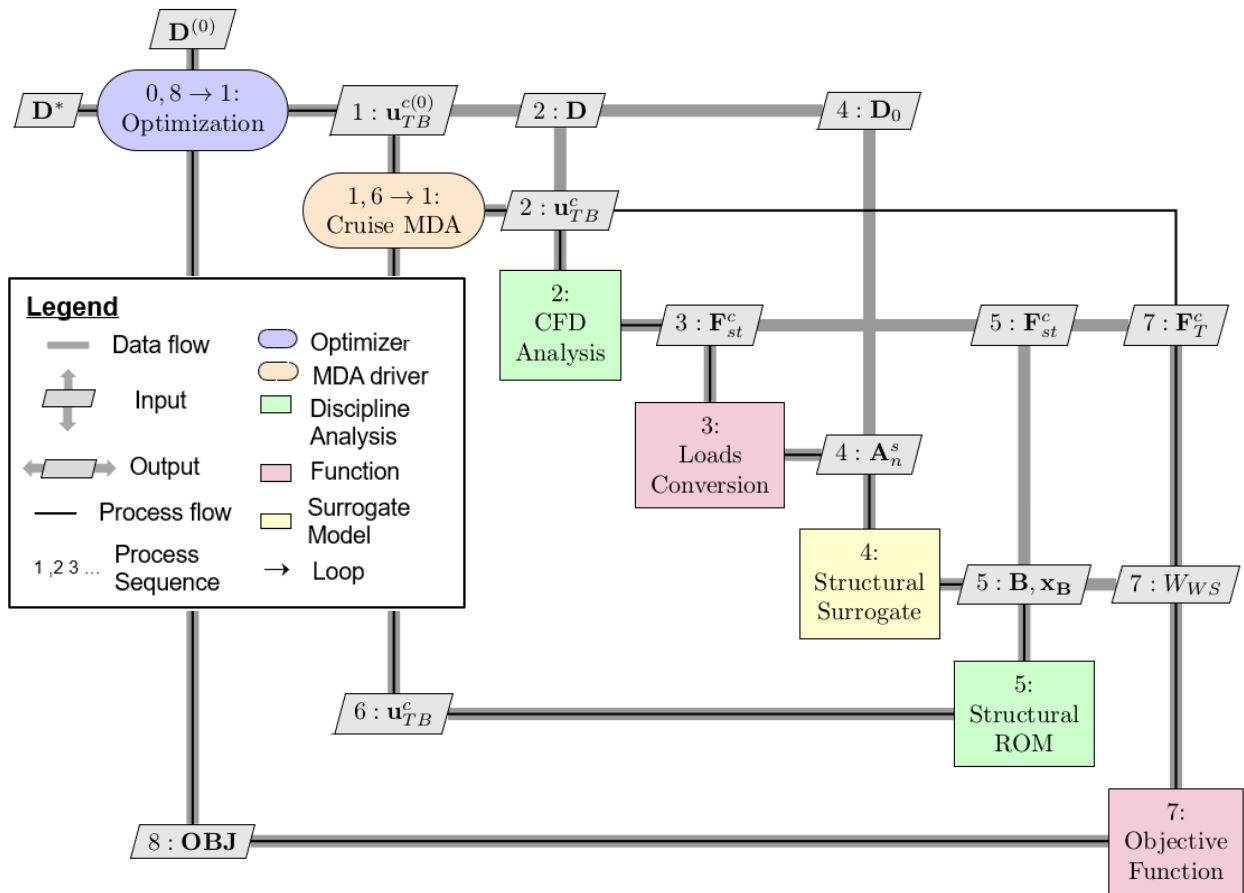 D^(0)
D*
0, 8 → 1:
Optimization
1 : u_TB^c(0)
2 : D
4 : D_0
1, 6 → 1:
Cruise MDA
2 : u_TB^c
2:
CFD
Analysis
3 : F_st^c
5 : F_st^c
7 : F_T^c
Legend
Data flow
Input
Output
Process flow
1 ,2 3 ...
Process
Sequence
Optimizer
MDA driver
Discipline
Analysis
Function
Surrogate
Model
→ Loop
3:
Loads
Conversion
4 : A_n^s
4:
Structural
Surrogate
5 : B, x_B
7 : W_WS
5:
Structural
ROM
6 : u_TB^c
7:
Objective
Function
8 : OBJ